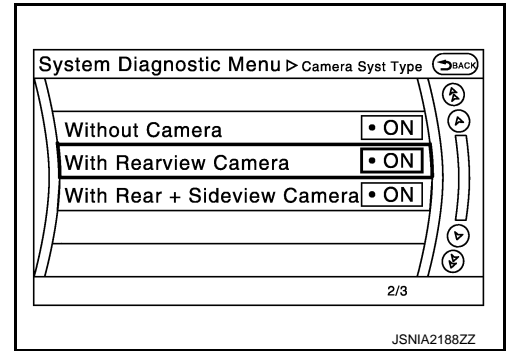 System Diagnostic Menu ▷ Camera Syst Type BACK
Without Camera • ON
With Rearview Camera • ON
With Rear + Sideview Camera • ON
2/3
JSNIA2188ZZ